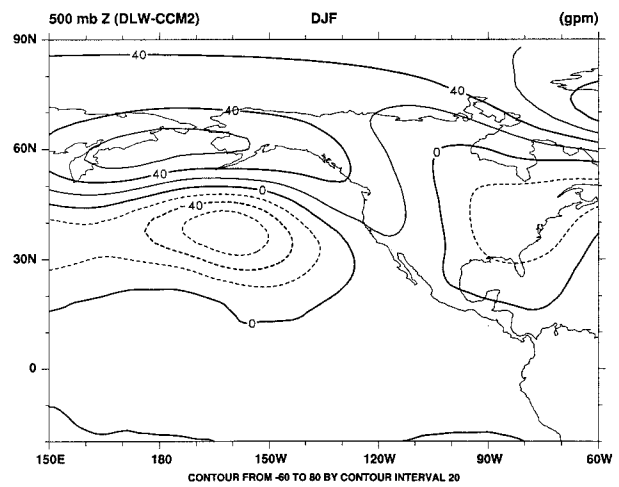 500 mb Z (DLW-CCM2) DJF (gpm)
90N
40
40
40
60N
0
40
0
-40
30N
0
0
150E 180 150W 120W 90W 60W
CONTOUR FROM -60 TO 80 BY CONTOUR INTERVAL 20